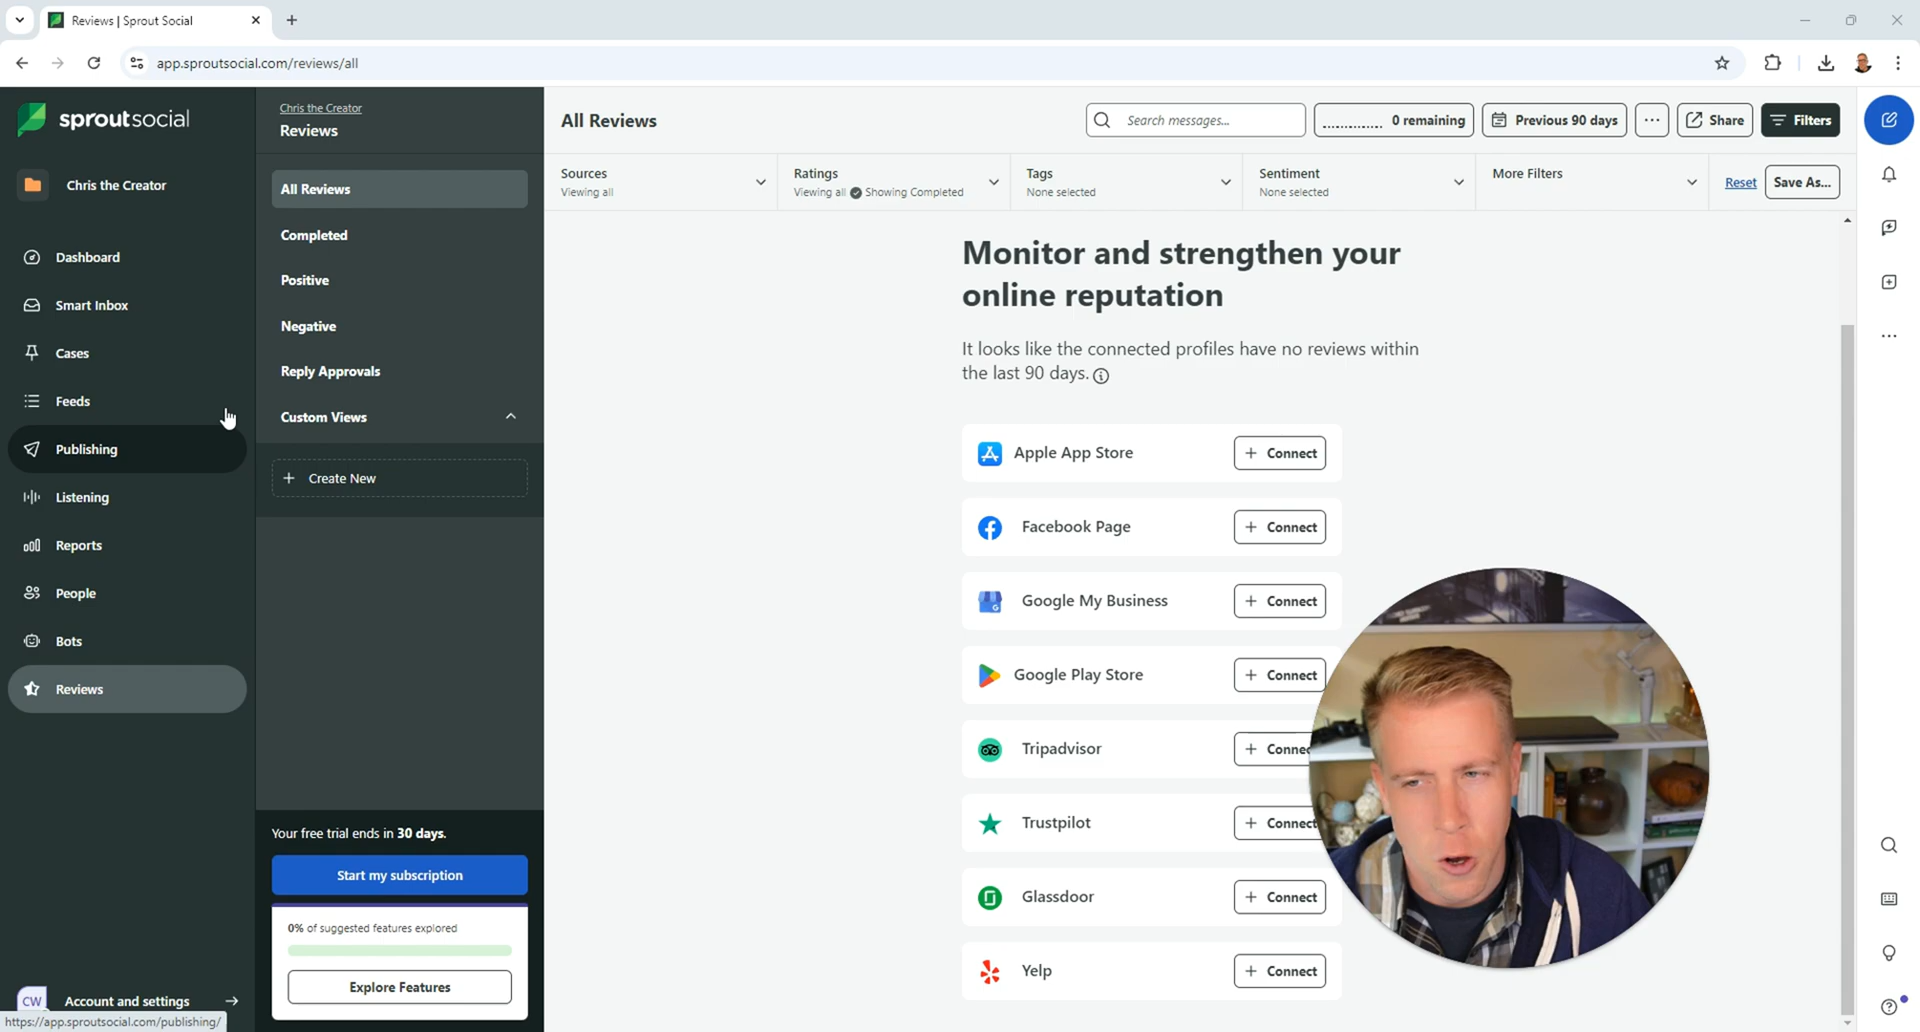 Reviews | Sprout Social
app.sproutsocial.com/reviews/all
sproutsocial
Chris the Creator
Dashboard
Smart Inbox
Cases
Feeds
Publishing
Listening
Reports
People
Bots
Reviews
CW
Account and settings
https://app.sproutsocial.com/publishing/
Chris the Creator
Reviews
All Reviews
Completed
Positive
Negative
Reply Approvals
Custom Views
+ Create New
Your free trial ends in 30 days.
Start my subscription
0% of suggested features explored
Explore Features
All Reviews
Search messages...
0 remaining
Previous 90 days
Share
Filters
Sources
Viewing all
Ratings
Viewing all Showing Completed
Tags
None selected
Sentiment
None selected
More Filters
Reset
Save As...
Monitor and strengthen your
online reputation
It looks like the connected profiles have no reviews within
the last 90 days.
Apple App Store + Connect
Facebook Page + Connect
Google My Business + Connect
Google Play Store + Connect
Tripadvisor + Connec
Trustpilot + Connect
Glassdoor + Connect
Yelp + Connect